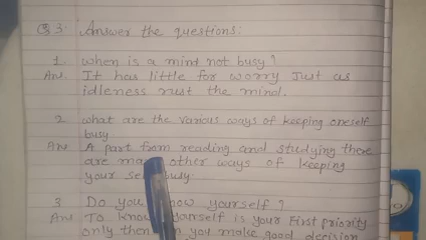 Q 3: Answer the questions:
1. when is a mind not busy?
Ans It has little for worry Just as
idleness rust the mind.
2. what are the various ways of keeping oneself
busy.
Ans A part from reading and studying there
are many other ways of keeping
your self busy.
3. Do you know yourself?
Ans To know yourself is your First priority
only then you make good decision